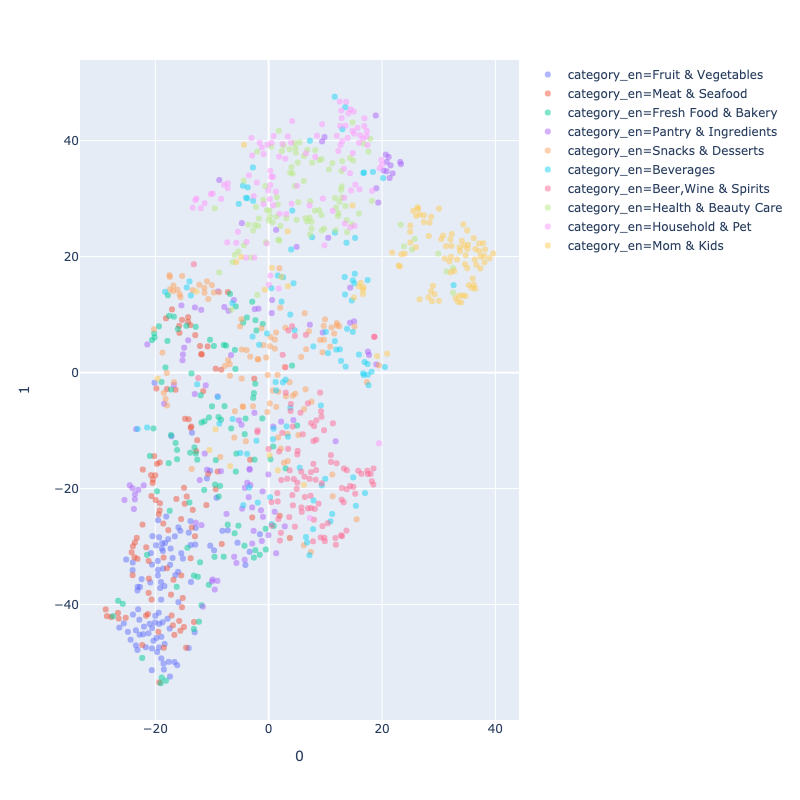 category_en=Fruit & Vegetables
category_en=Meat & Seafood
category_en=Fresh Food & Bakery
category_en=Pantry & Ingredients
category_en=Snacks & Desserts
category_en=Beverages
category_en=Beer,Wine & Spirits
category_en=Health & Beauty Care
category_en=Household & Pet
category_en=Mom & Kids
40
20
0
−20
−40
1
−20
0
20
40
0